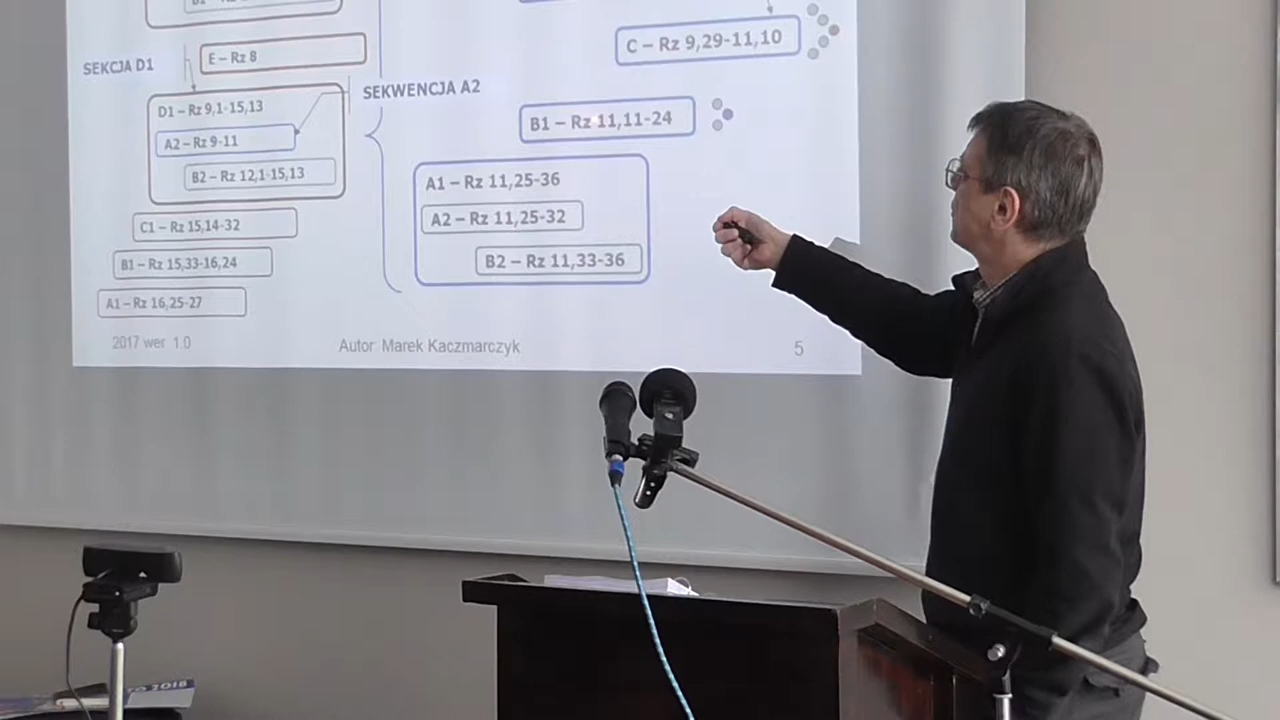 C – Rz 9,29-11,10
E – Rz 8
SEKCJA D1
SEKWENCJA A2
D1 – Rz 9,1-15,13
A2 – Rz 9-11
B2 – Rz 12,1-15,13
B1 – Rz 11,11-24
A1 – Rz 11,25-36
A2 – Rz 11,25-32
B2 – Rz 11,33-36
C1 – Rz 15,14-32
B1 – Rz 15,33-16,24
A1 – Rz 16,25-27
2017 wer 1.0
Autor: Marek Kaczmarczyk
5
2018